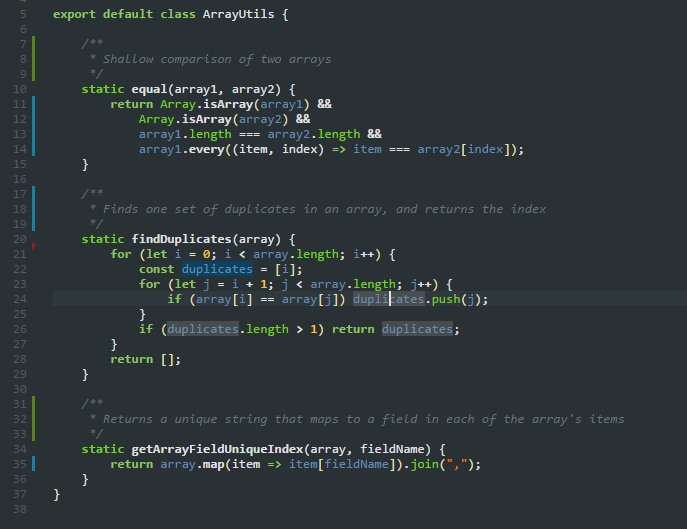 4
5 export default class ArrayUtils {
6
7     /**
8      * Shallow comparison of two arrays
9      */
10     static equal(array1, array2) {
11         return Array.isArray(array1) &&
12             Array.isArray(array2) &&
13             array1.length === array2.length &&
14             array1.every((item, index) => item === array2[index]);
15     }
16
17     /**
18      * Finds one set of duplicates in an array, and returns the index
19      */
20     static findDuplicates(array) {
21         for (let i = 0; i < array.length; i++) {
22             const duplicates = [i];
23             for (let j = i + 1; j < array.length; j++) {
24                 if (array[i] == array[j]) duplicates.push(j);
25             }
26             if (duplicates.length > 1) return duplicates;
27         }
28         return [];
29     }
30
31     /**
32      * Returns a unique string that maps to a field in each of the array's items
33      */
34     static getArrayFieldUniqueIndex(array, fieldName) {
35         return array.map(item => item[fieldName]).join(",");
36     }
37 }
38